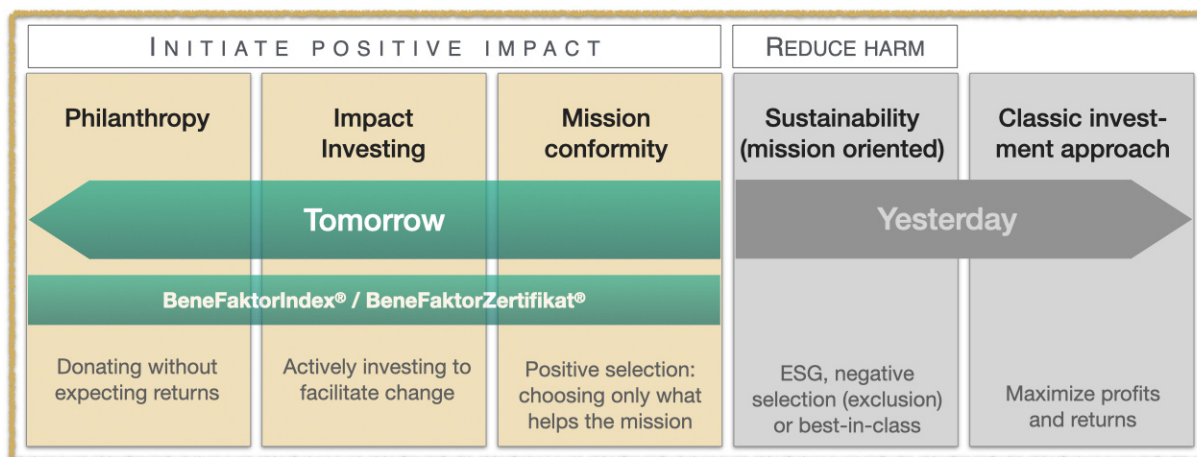 INITIATE POSITIVE IMPACT
REDUCE HARM
Philanthropy
Impact
Investing
Mission
conformity
Sustainability
(mission oriented)
Classic invest-
ment approach
Tomorrow
Yesterday
BeneFaktorIndex® / BeneFaktorZertifikat®
Donating without
expecting returns
Actively investing to
facilitate change
Positive selection:
choosing only what
helps the mission
ESG, negative
selection (exclusion)
or best-in-class
Maximize profits
and returns